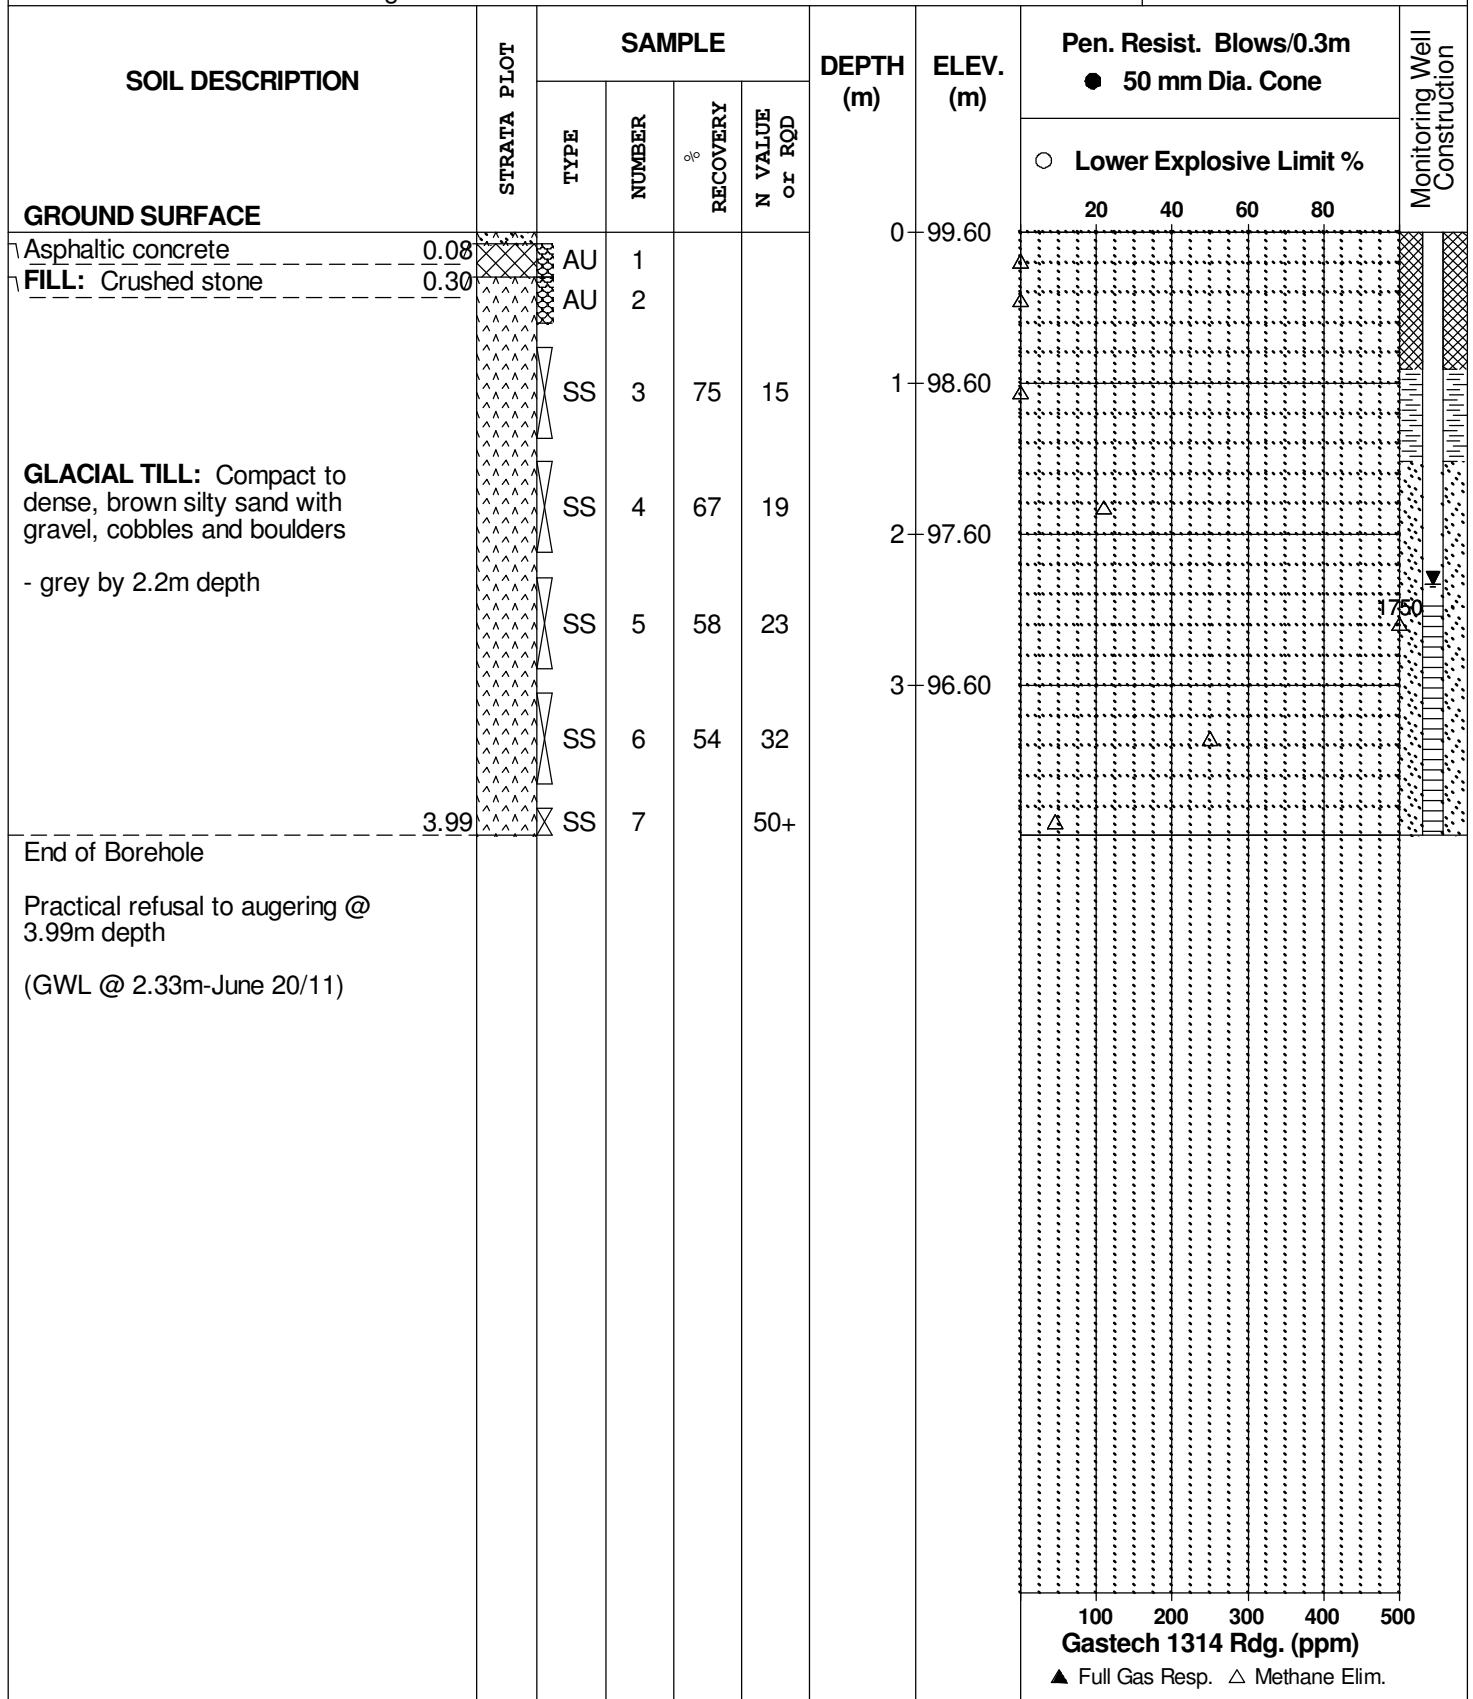 SOIL DESCRIPTION
STRATA PLOT
SAMPLE
TYPE
NUMBER
% RECOVERY
N VALUE or RQD
DEPTH (m)
ELEV. (m)
Pen. Resist. Blows/0.3m
● 50 mm Dia. Cone
○ Lower Explosive Limit %
20 40 60 80
Monitoring Well Construction
GROUND SURFACE
0 99.60
Asphaltic concrete 0.08
AU 1
FILL: Crushed stone 0.30
AU 2
1 98.60
SS 3 75 15
GLACIAL TILL: Compact to
dense, brown silty sand with
gravel, cobbles and boulders
SS 4 67 19
2 97.60
- grey by 2.2m depth
1750
SS 5 58 23
3 96.60
SS 6 54 32
3.99
SS 7 50+
End of Borehole
Practical refusal to augering @
3.99m depth
(GWL @ 2.33m-June 20/11)
100 200 300 400 500
Gastech 1314 Rdg. (ppm)
▲ Full Gas Resp. △ Methane Elim.